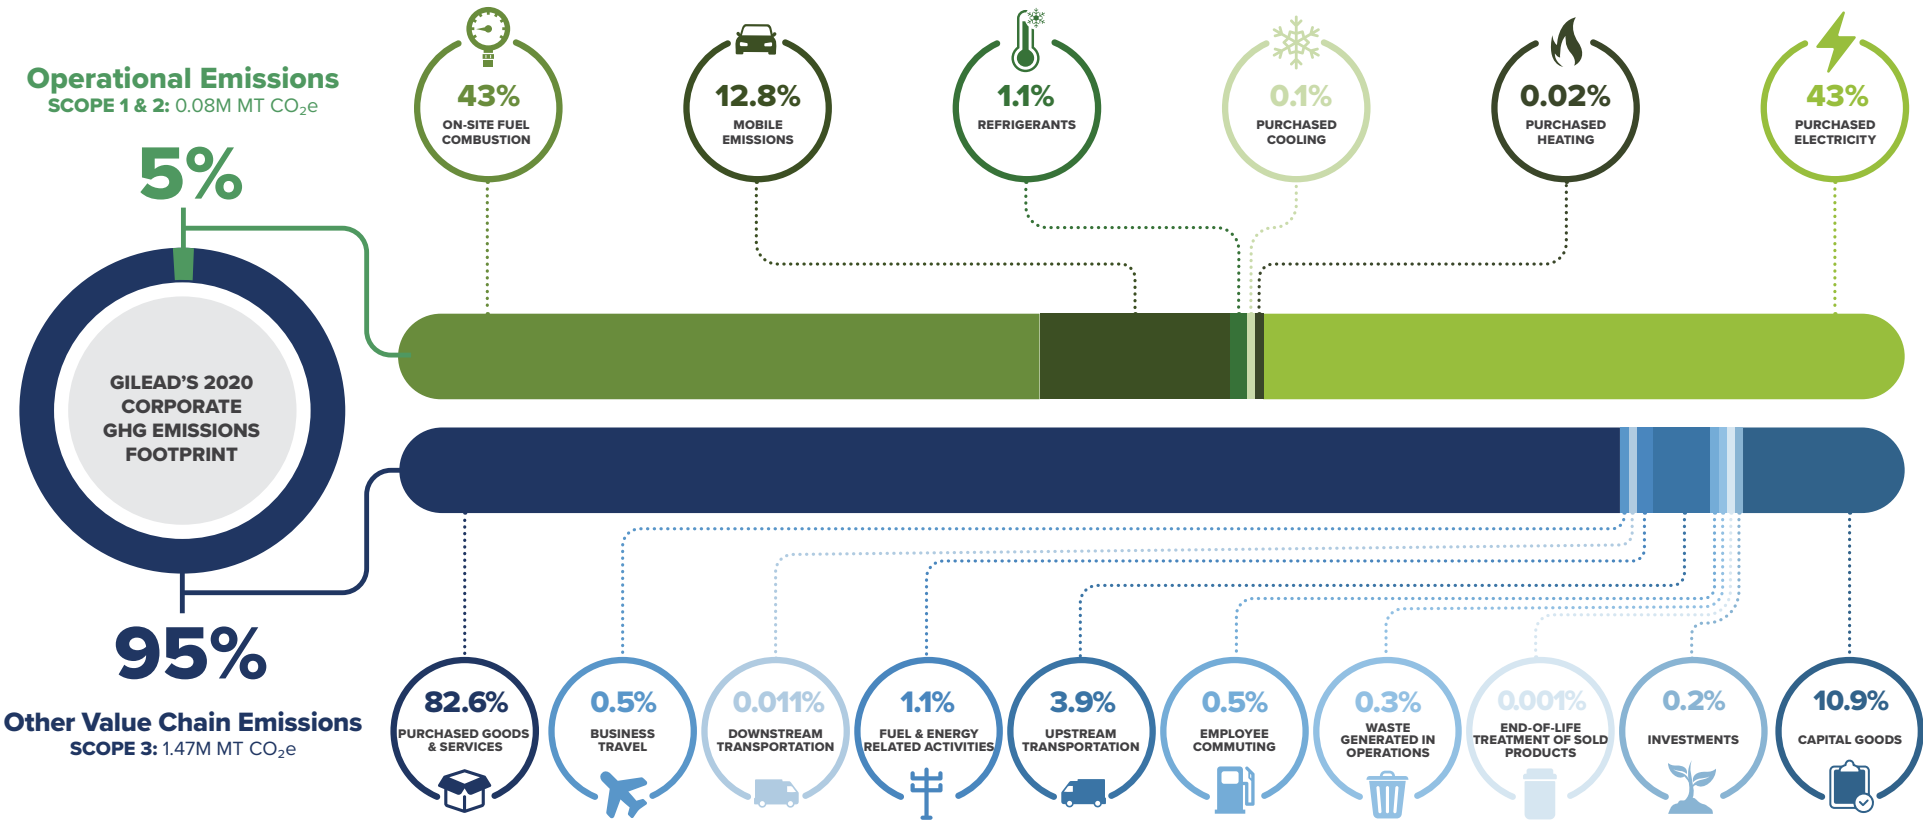 Operational Emissions
SCOPE 1 & 2: 0.08M MT CO₂e
5%
43%
ON-SITE FUEL
COMBUSTION
12.8%
MOBILE
EMISSIONS
1.1%
REFRIGERANTS
0.1%
PURCHASED
COOLING
0.02%
PURCHASED
HEATING
43%
PURCHASED
ELECTRICITY
GILEAD'S 2020
CORPORATE
GHG EMISSIONS
FOOTPRINT
95%
Other Value Chain Emissions
SCOPE 3: 1.47M MT CO₂e
82.6%
PURCHASED GOODS
& SERVICES
0.5%
BUSINESS
TRAVEL
0.011%
DOWNSTREAM
TRANSPORTATION
1.1%
FUEL & ENERGY
RELATED ACTIVITIES
3.9%
UPSTREAM
TRANSPORTATION
0.5%
EMPLOYEE
COMMUTING
0.3%
WASTE
GENERATED IN
OPERATIONS
0.001%
END-OF-LIFE
TREATMENT OF SOLD
PRODUCTS
0.2%
INVESTMENTS
10.9%
CAPITAL GOODS